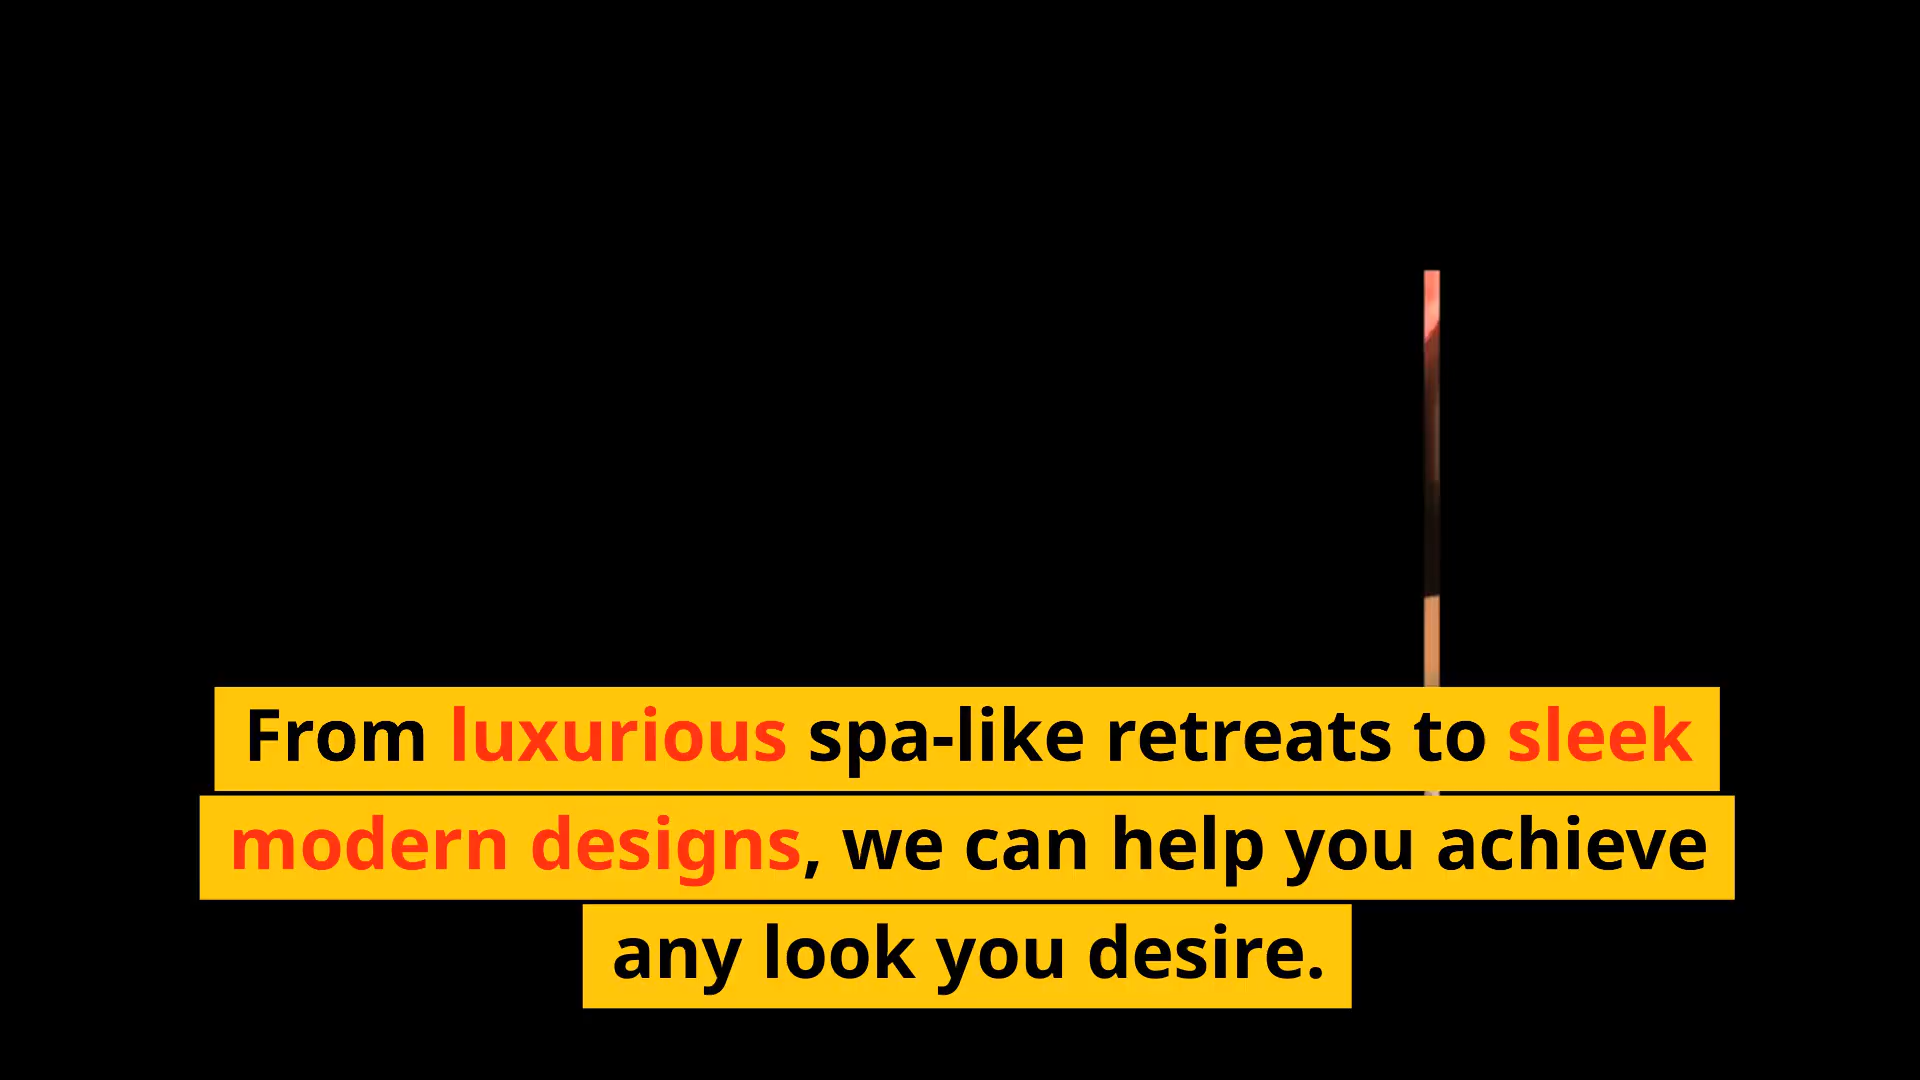 From luxurious spa-like retreats to sleek
modern designs, we can help you achieve
any look you desire.